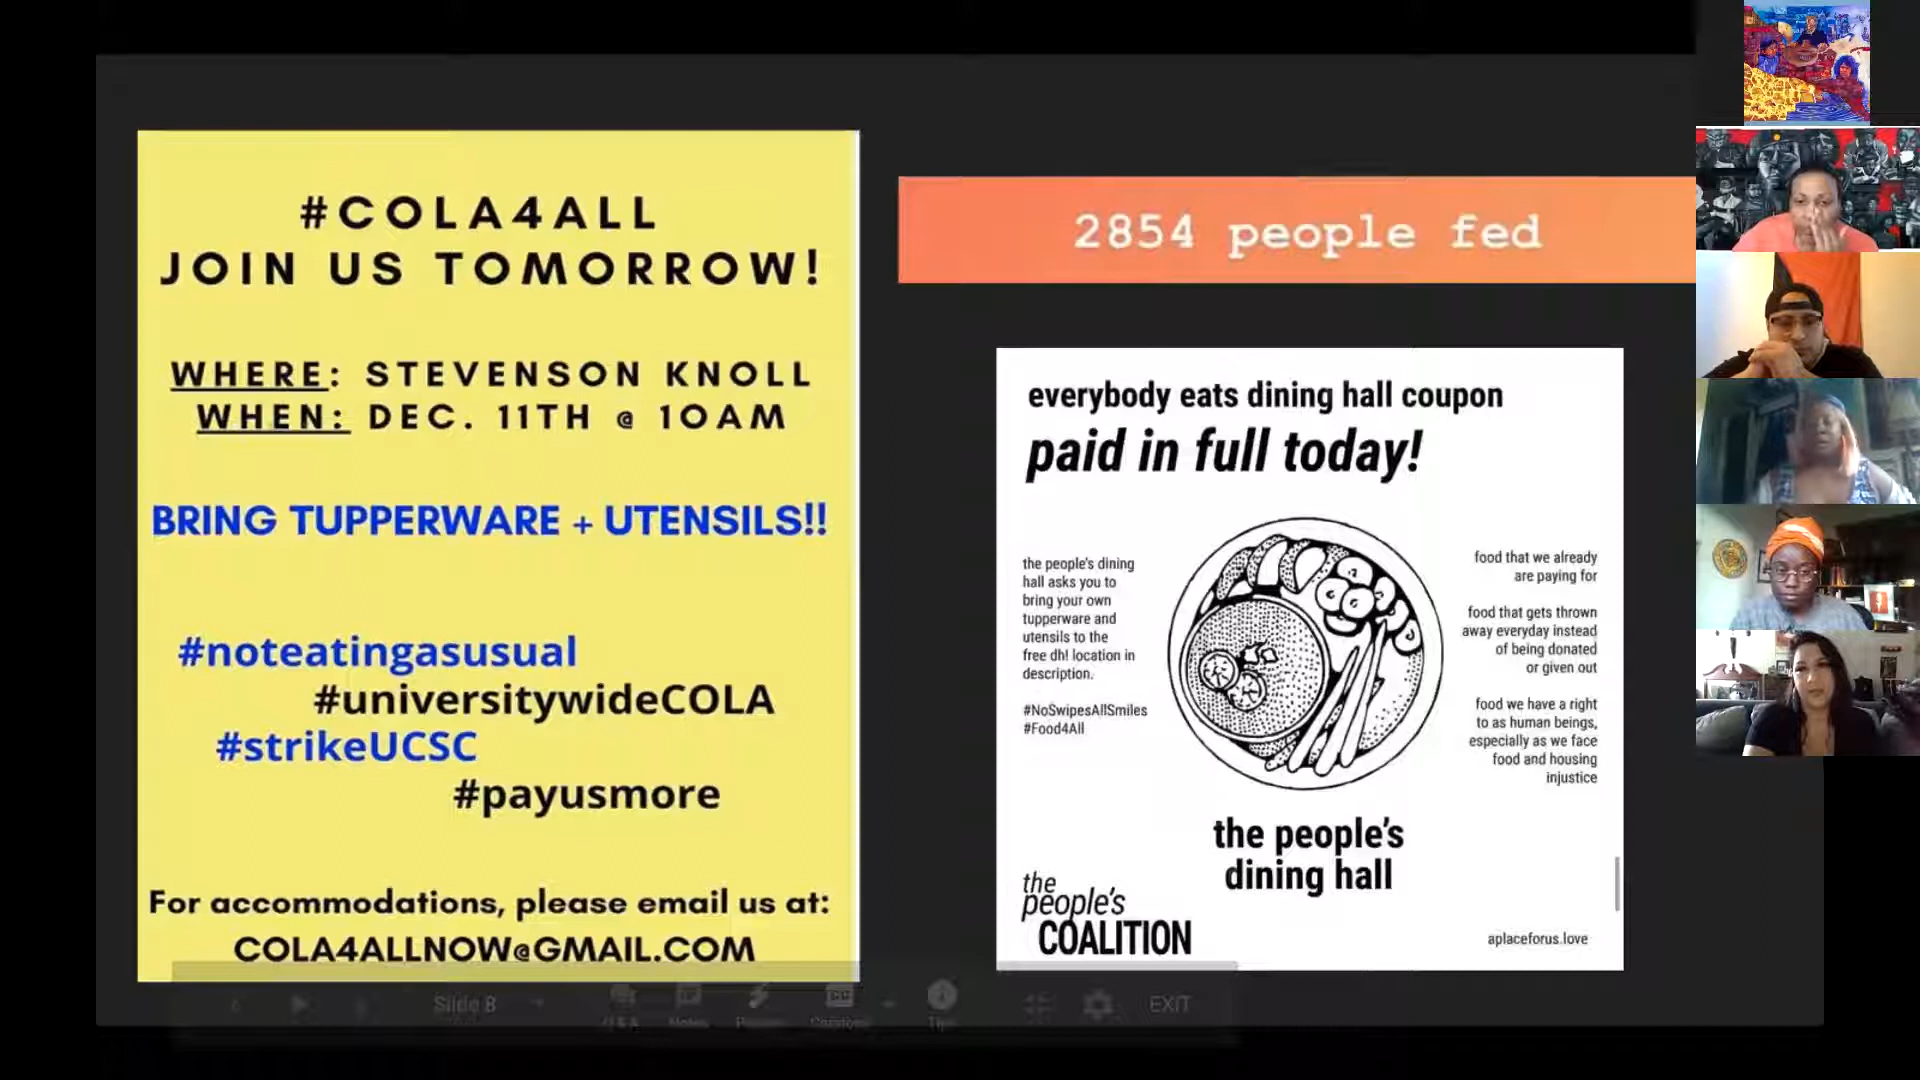 #COLA4ALL
JOIN US TOMORROW!
WHERE: STEVENSON KNOLL
WHEN: DEC. 11TH @ 10AM
BRING TUPPERWARE + UTENSILS!!
#noteatingasusual
#universitywideCOLA
#strikeUCSC
#payusmore
For accommodations, please email us at:
COLA4ALLNOW@GMAIL.COM
2854 people fed
everybody eats dining hall coupon
paid in full today!
the people's dining
hall asks you to
bring your own
tupperware and
utensils to the
free dh! location in
description.
#NoSwipesAllSmiles
#Food4All
food that we already
are paying for
food that gets thrown
away everyday instead
of being donated
or given out
food we have a right
to as human beings,
especially as we face
food and housing
injustice
the people's
dining hall
the
people's
COALITION
aplaceforus.love
Slide 8
Q&A Notes Pointer Captions Tips
EXIT